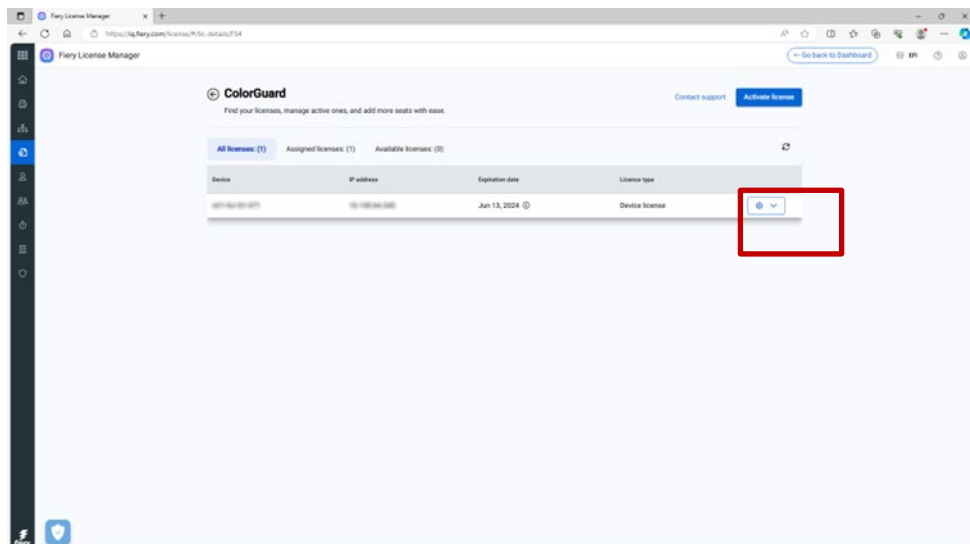 Fiery License Manager
https://iq.fiery.com/license/#/lic-details/FS4
Fiery License Manager
Go back to Dashboard
EFI
ColorGuard
Find your licenses, manage active ones, and add more seats with ease.
Contact support
Activate license
All licenses: (1) Assigned licenses: (1) Available licenses: (0)
Device IP address Expiration date Licence type
Jun 13, 2024 Device license